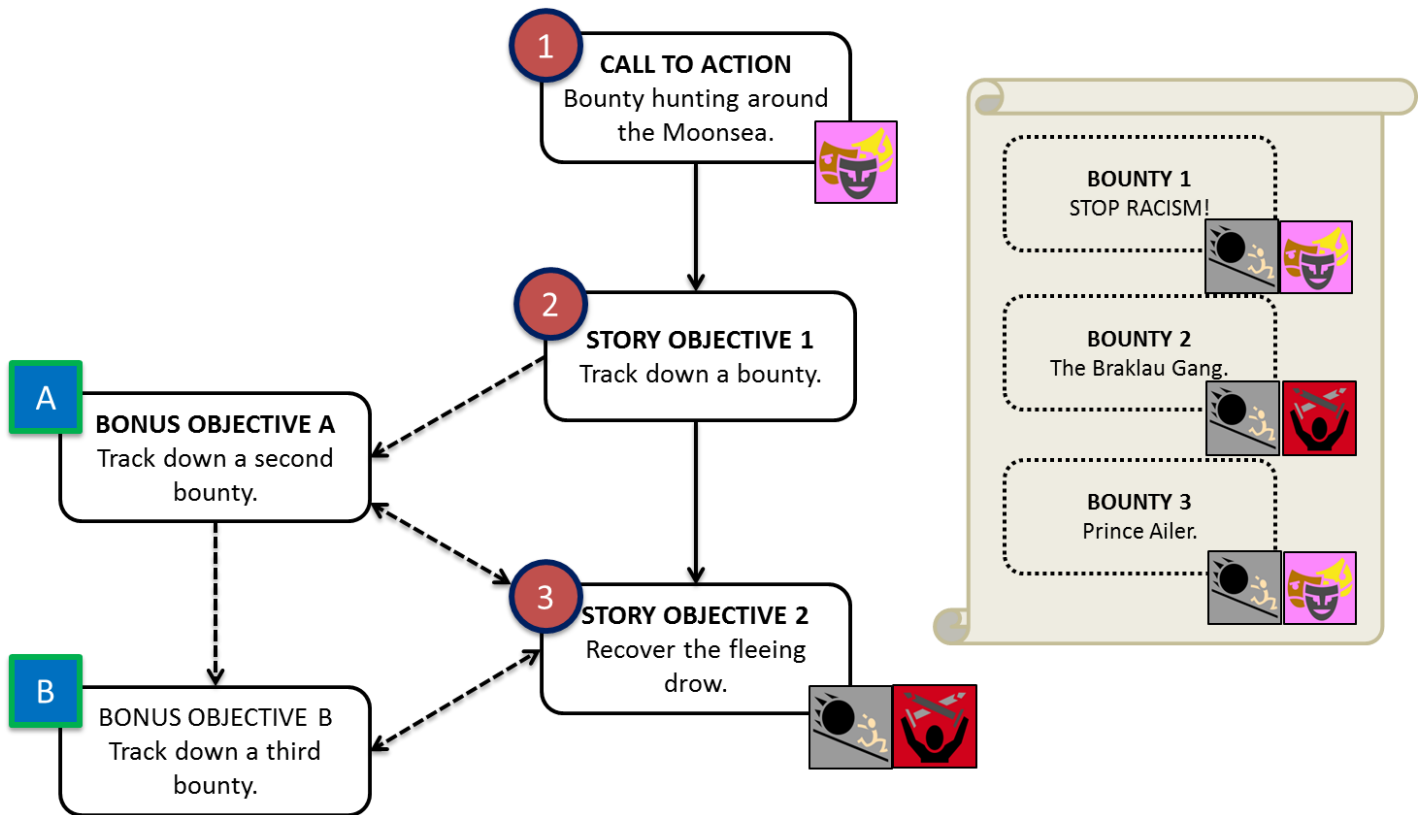 1
CALL TO ACTION
Bounty hunting around
the Moonsea.
2
STORY OBJECTIVE 1
Track down a bounty.
A
BONUS OBJECTIVE A
Track down a second
bounty.
3
STORY OBJECTIVE 2
Recover the fleeing
drow.
B
BONUS OBJECTIVE B
Track down a third
bounty.
BOUNTY 1
STOP RACISM!
BOUNTY 2
The Braklau Gang.
BOUNTY 3
Prince Ailer.